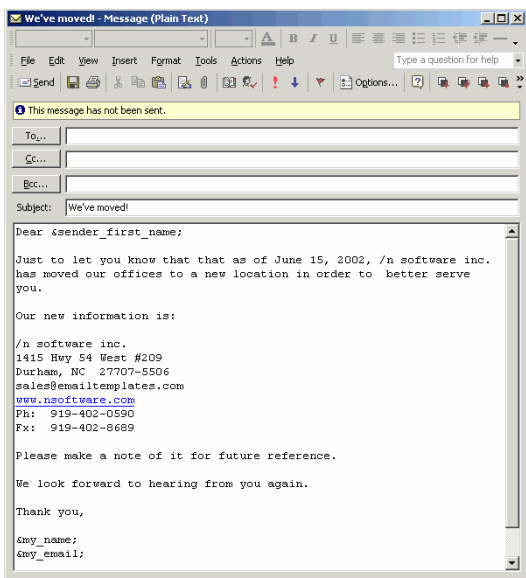 We've moved! - Message (Plain Text)
A B I U
File Edit View Insert Format Tools Actions Help Type a question for help
Send Options...
This message has not been sent.
To...
Cc...
Bcc...
Subject: We've moved!
Dear &sender_first_name;
Just to let you know that that as of June 15, 2002, /n software inc.
has moved our offices to a new location in order to  better serve
you.
Our new information is:
/n software inc.
1415 Hwy 54 West #209
Durham, NC  27707-5506
sales@emailtemplates.com
www.nsoftware.com
Ph:  919-402-0590
Fx:  919-402-8689
Please make a note of it for future reference.
We look forward to hearing from you again.
Thank you,
&my_name;
&my_email;